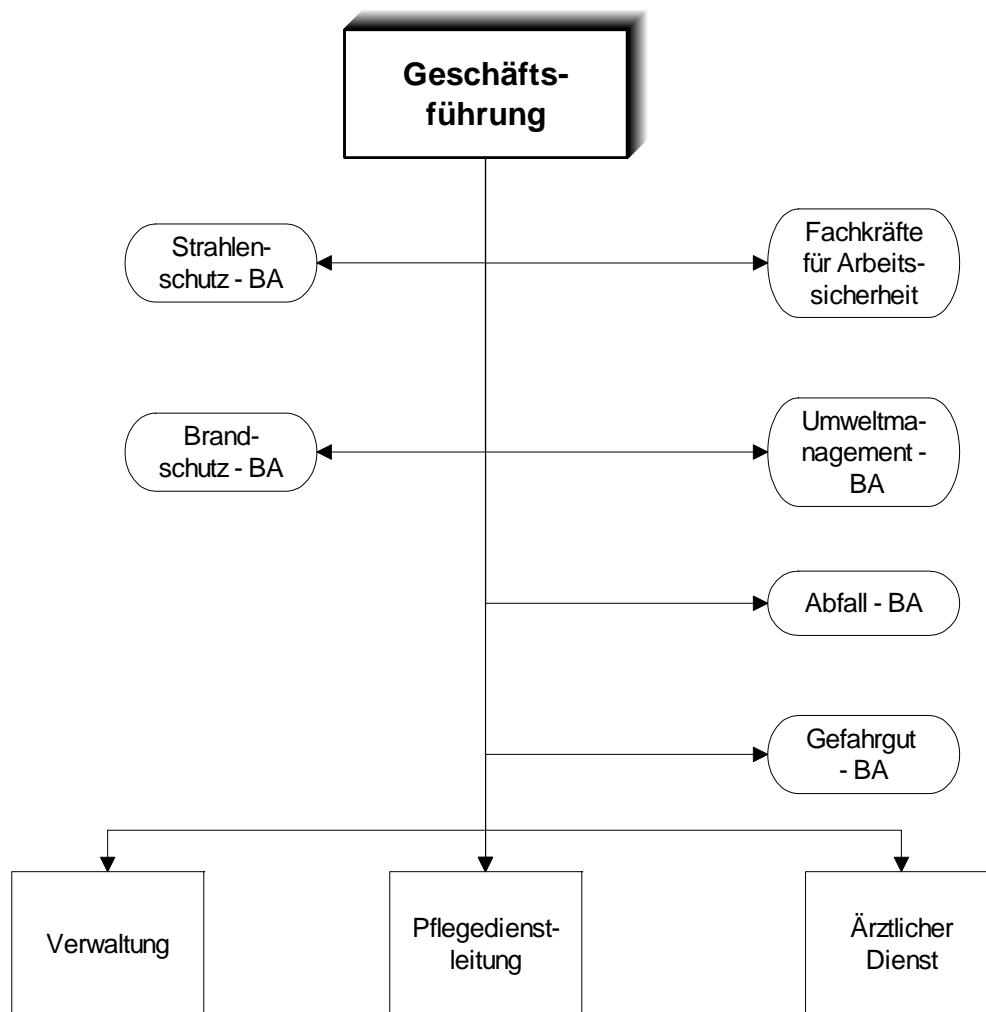 Geschäfts-
führung
Strahlen-
schutz - BA
Fachkräfte
für Arbeits-
sicherheit
Brand-
schutz - BA
Umweltma-
nagement -
BA
Abfall - BA
Gefahrgut
- BA
Verwaltung
Pflegedienst-
leitung
Ärztlicher
Dienst